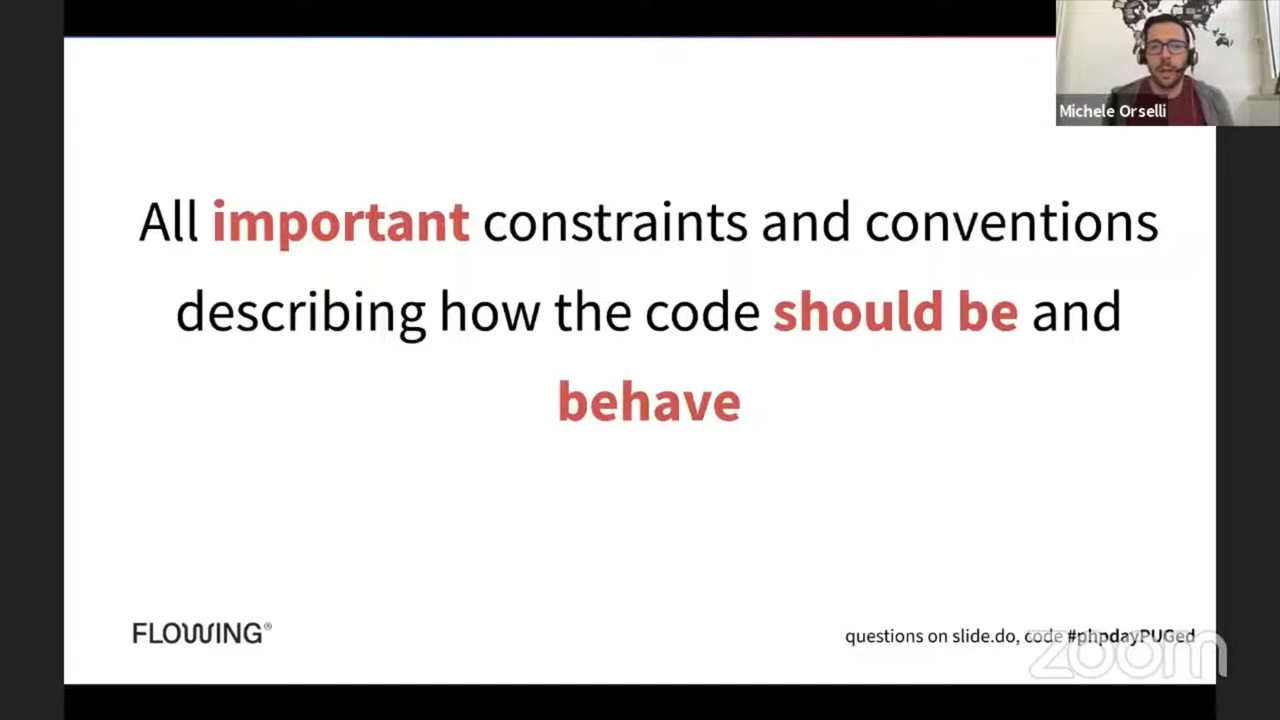 Michele Orselli
All important constraints and conventions
describing how the code should be and
behave
FLOWING®
questions on slide.do, code #phpdayPUGed
zoom